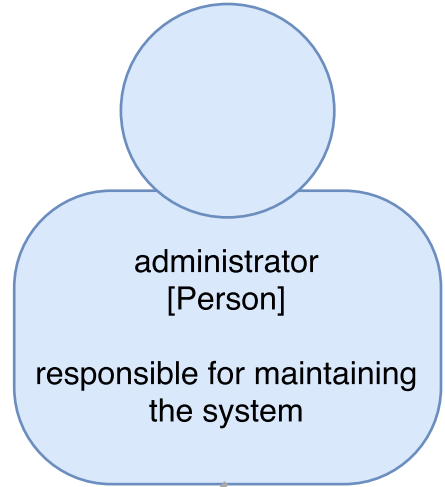 administrator
[Person]
responsible for maintaining
the system